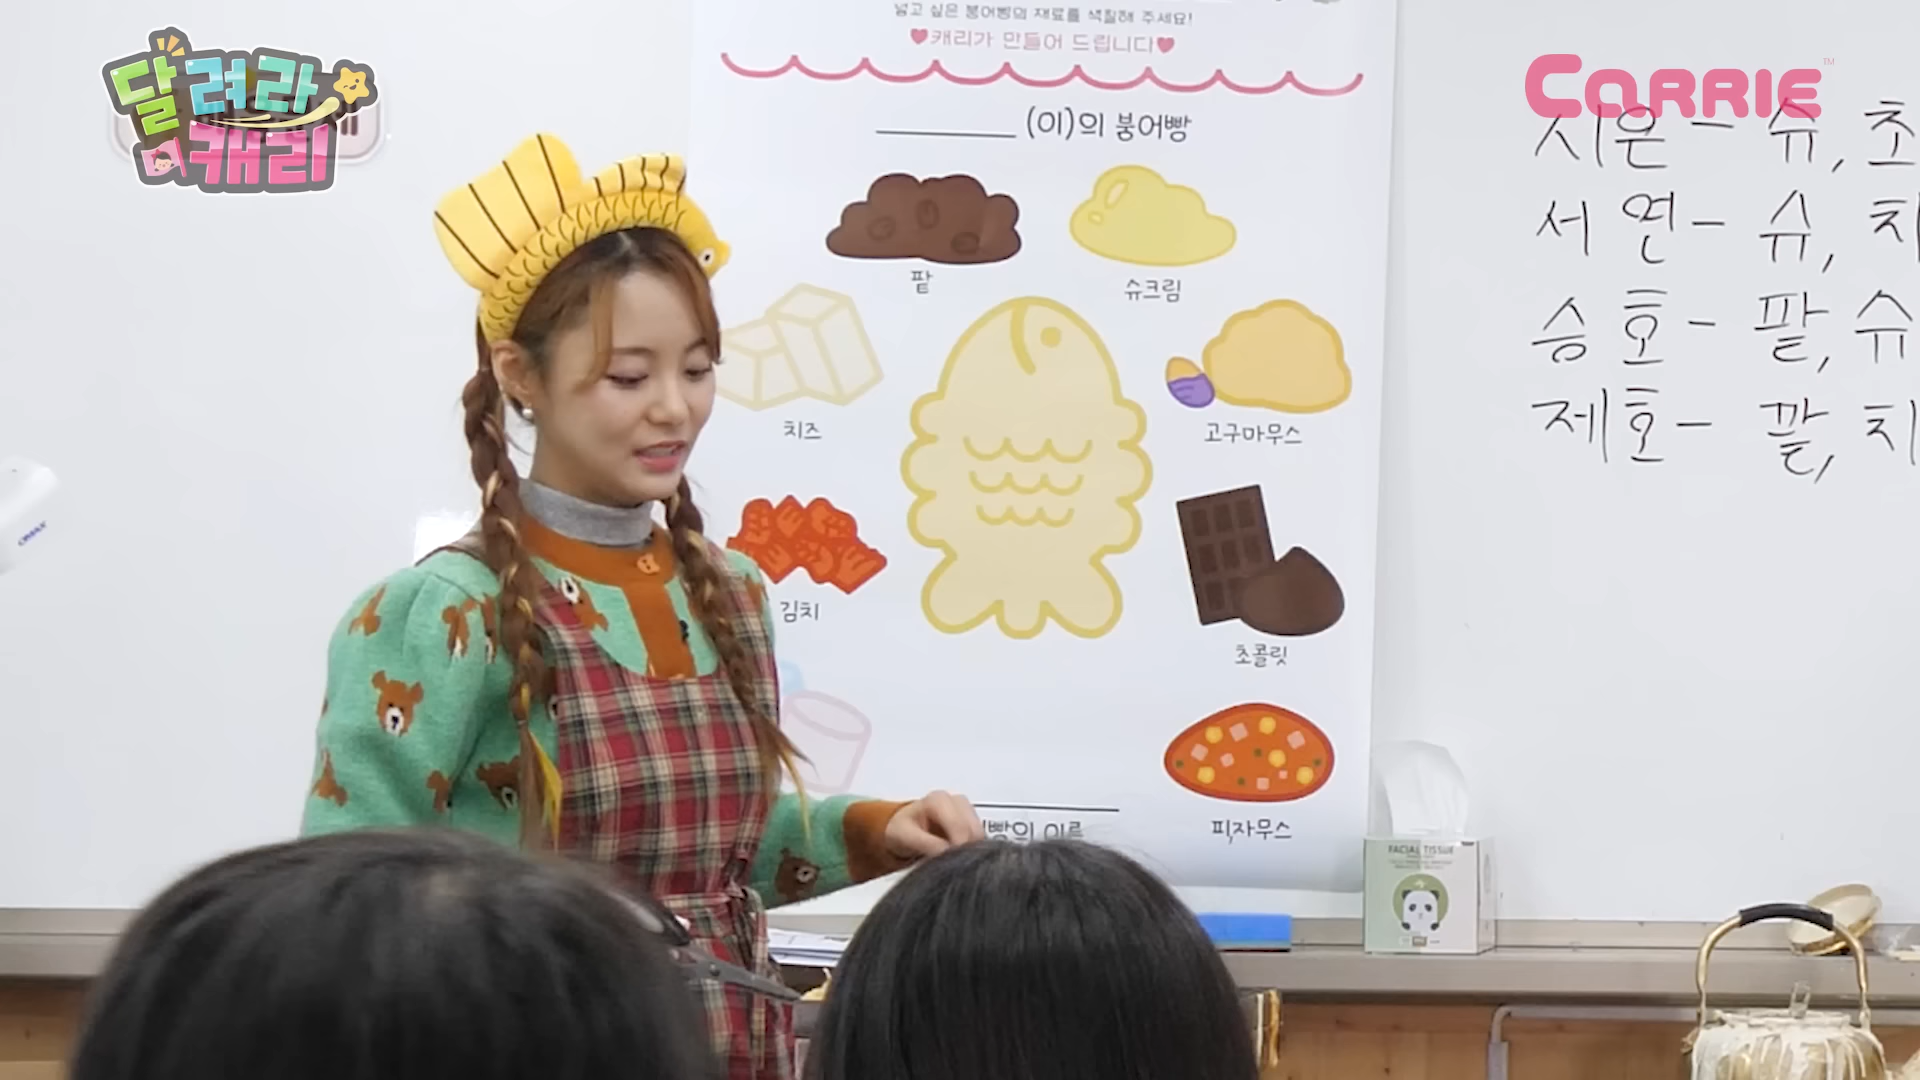 달려라
캐리
CARRIE
넣고 싶은 붕어빵의 재료를 색칠해 주세요!
♥캐리가 만들어 드립니다♥
(이)의 붕어빵
팥
슈크림
치즈
고구마무스
김치
초콜릿
피자무스
시은 - 슈, 초
서연 - 슈, 치
승호 - 팥, 슈
제호 - 팥, 치
FACIAL TISSUE